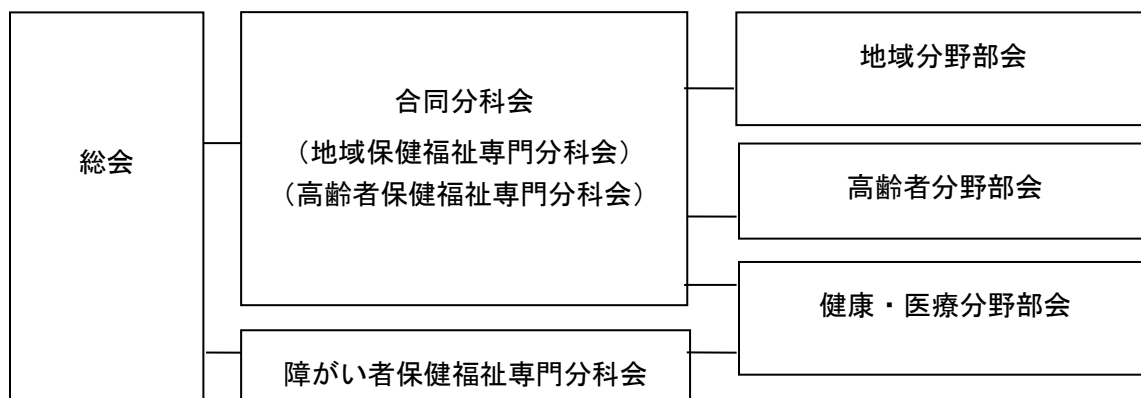 総会
合同分科会
（地域保健福祉専門分科会）
（高齢者保健福祉専門分科会）
障がい者保健福祉専門分科会
地域分野部会
高齢者分野部会
健康・医療分野部会